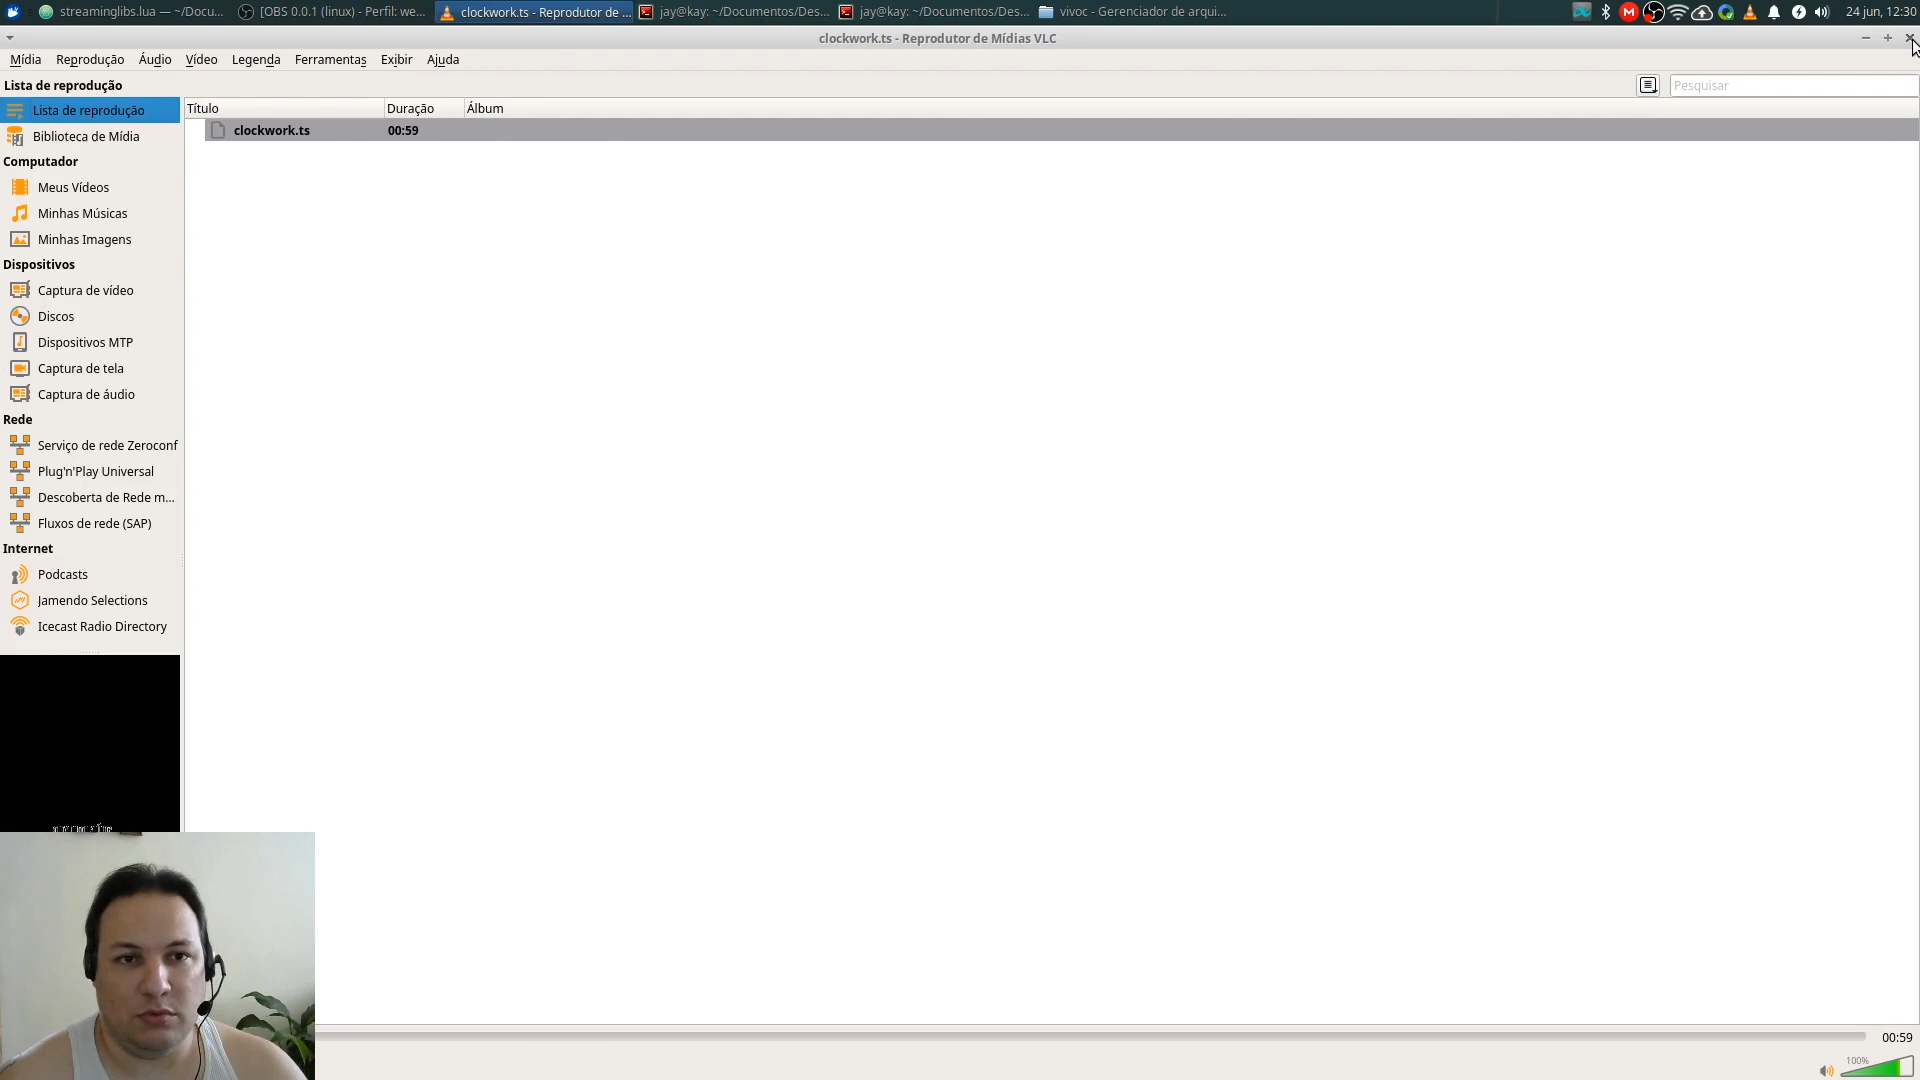 streaminglibs.lua — ~/Docu...
[OBS 0.0.1 (linux) - Perfil: we...
clockwork.ts - Reprodutor de ...
jay@kay: ~/Documentos/Des...
jay@kay: ~/Documentos/Des...
vivoc - Gerenciador de arqui...
24 jun, 12:30
clockwork.ts - Reprodutor de Mídias VLC
Mídia Reprodução Áudio Vídeo Legenda Ferramentas Exibir Ajuda
Lista de reprodução
Pesquisar
Lista de reprodução
Biblioteca de Mídia
Computador
Meus Vídeos
Minhas Músicas
Minhas Imagens
Dispositivos
Captura de vídeo
Discos
Dispositivos MTP
Captura de tela
Captura de áudio
Rede
Serviço de rede Zeroconf
Plug'n'Play Universal
Descoberta de Rede m...
Fluxos de rede (SAP)
Internet
Podcasts
Jamendo Selections
Icecast Radio Directory
Título Duração Álbum
clockwork.ts 00:59
00:59
100%